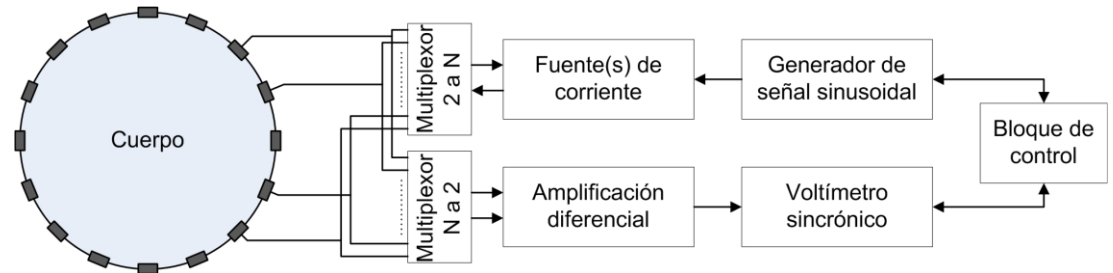 Cuerpo
Multiplexor
2 a N
Fuente(s) de
corriente
Generador de
señal sinusoidal
Bloque de
control
Multiplexor
N a 2
Amplificación
diferencial
Voltímetro
sincrónico